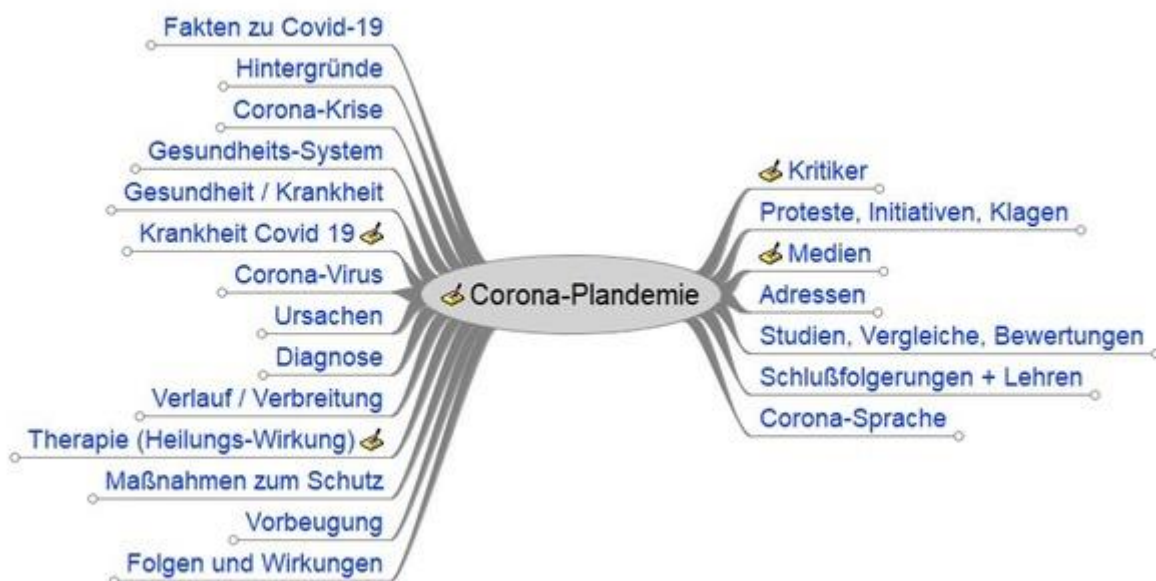 Fakten zu Covid-19
Hintergründe
Corona-Krise
Gesundheits-System
Gesundheit / Krankheit
Krankheit Covid 19
Corona-Virus
Ursachen
Diagnose
Verlauf / Verbreitung
Therapie (Heilungs-Wirkung)
Maßnahmen zum Schutz
Vorbeugung
Folgen und Wirkungen
Corona-Plandemie
Kritiker
Proteste, Initiativen, Klagen
Medien
Adressen
Studien, Vergleiche, Bewertungen
Schlußfolgerungen + Lehren
Corona-Sprache